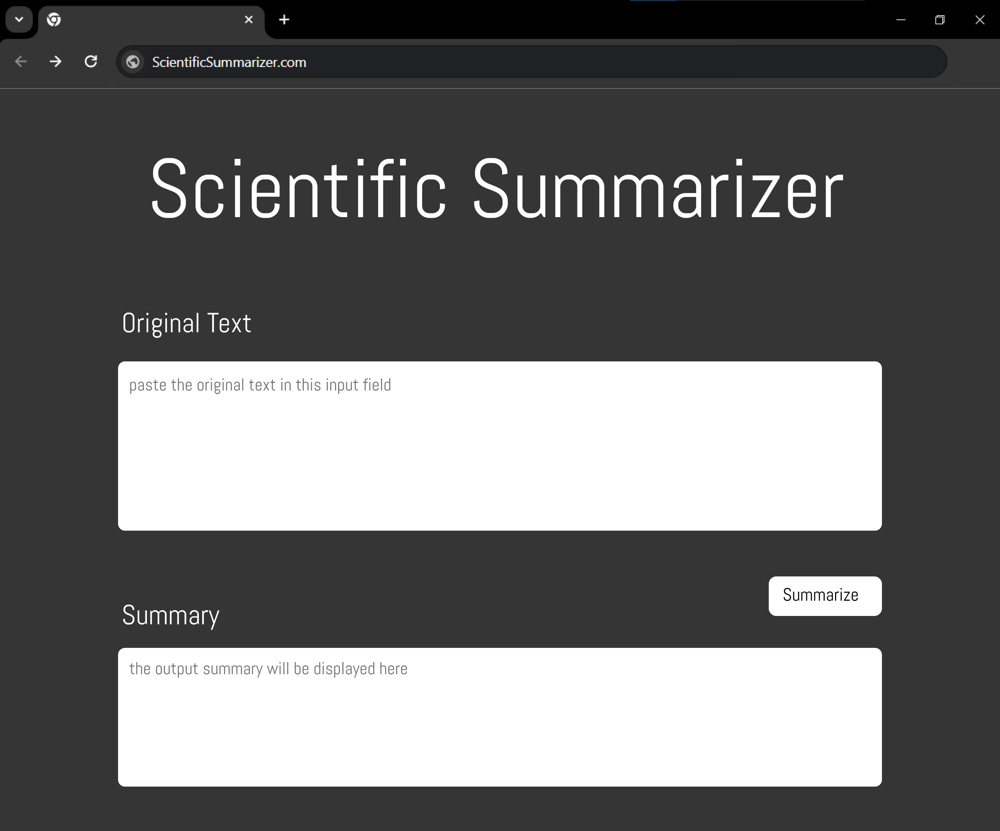 ScientificSummarizer.com
Scientific Summarizer
Original Text
paste the original text in this input field
Summarize
Summary
the output summary will be displayed here